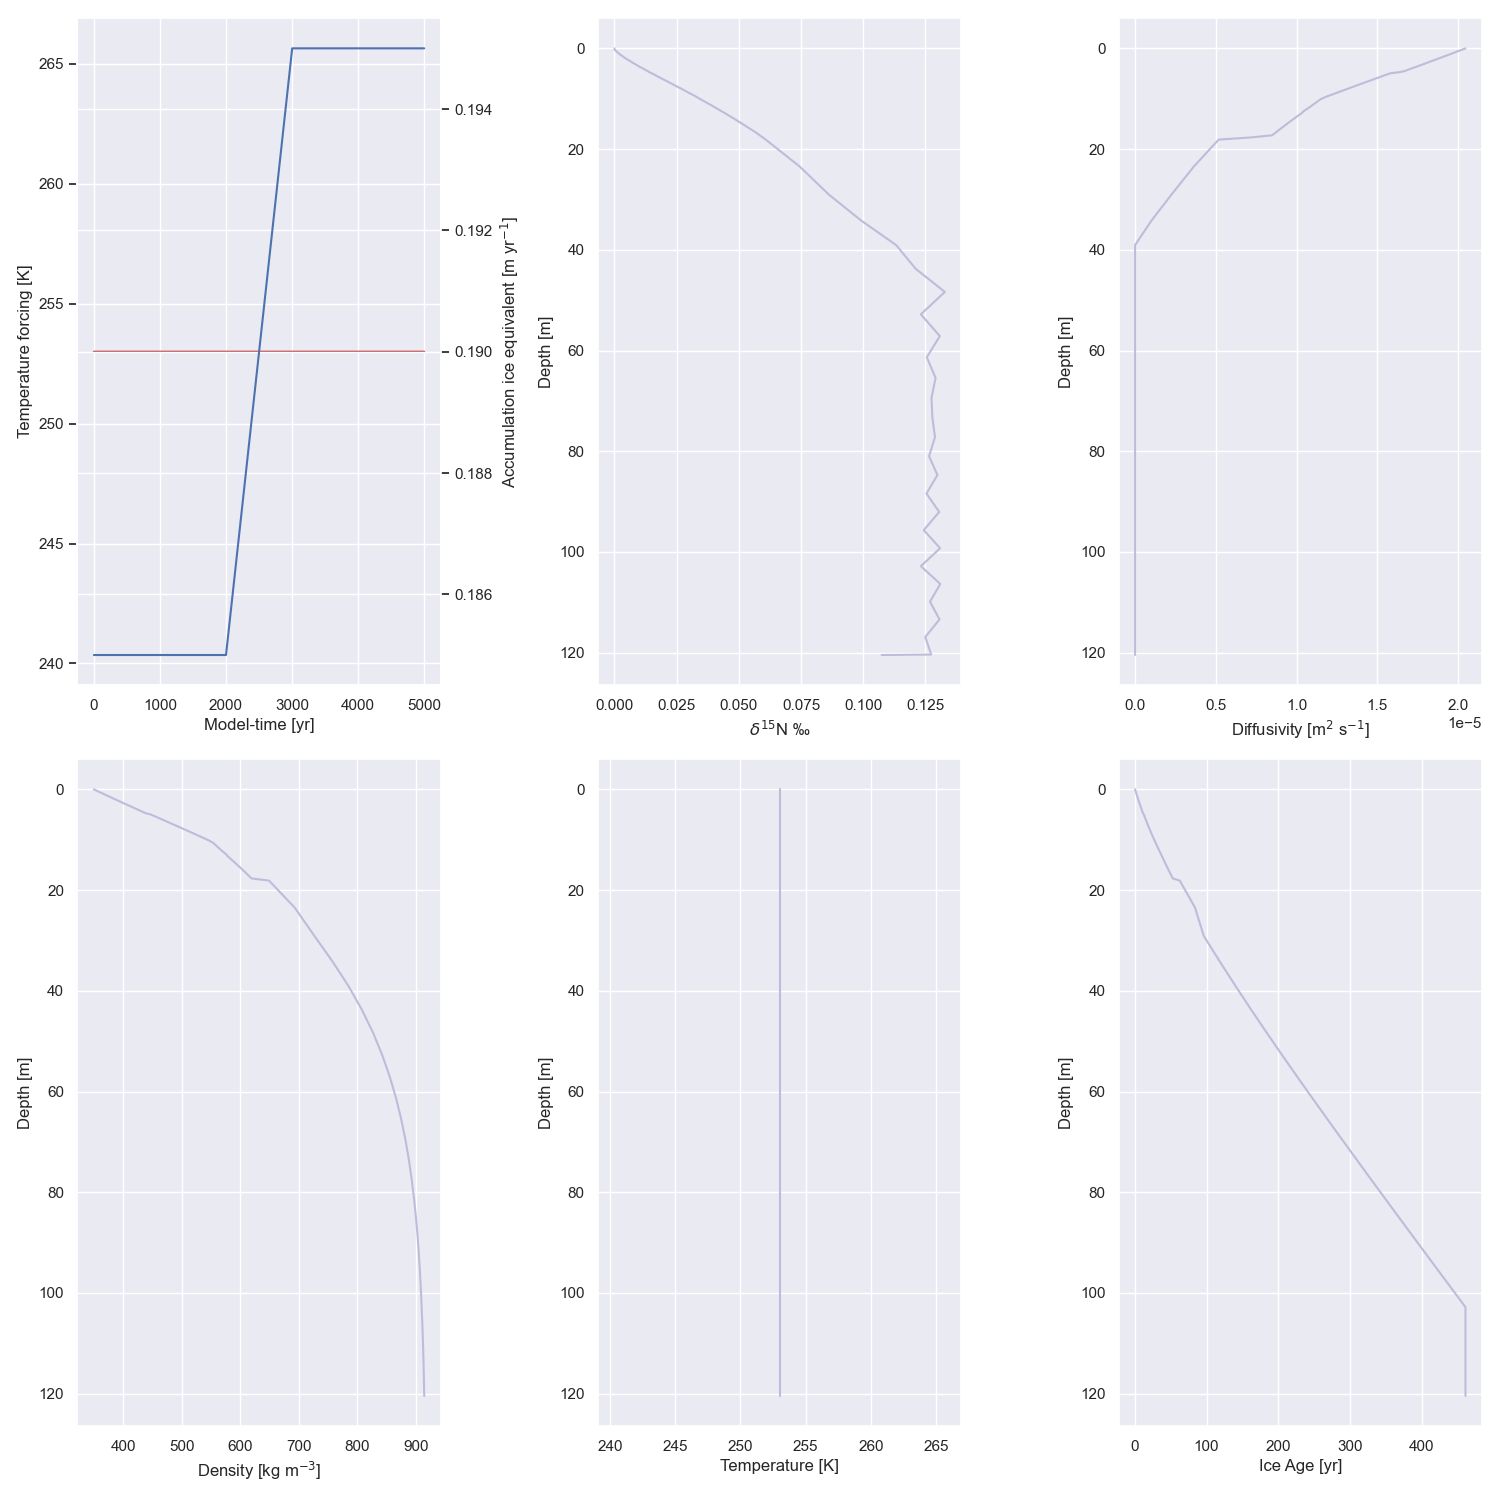 265
260
255
250
245
240
Temperature forcing [K]
0.194
0.192
0.190
0.188
0.186
Accumulation ice equivalent [m yr⁻¹]
0 1000 2000 3000 4000 5000
Model-time [yr]
0
20
40
60
80
100
120
Depth [m]
0.000 0.025 0.050 0.075 0.100 0.125
δ¹⁵N ‰
0
20
40
60
80
100
120
Depth [m]
0.0 0.5 1.0 1.5 2.0
1e−5
Diffusivity [m² s⁻¹]
0
20
40
60
80
100
120
Depth [m]
400 500 600 700 800 900
Density [kg m⁻³]
0
20
40
60
80
100
120
Depth [m]
240 245 250 255 260 265
Temperature [K]
0
20
40
60
80
100
120
Depth [m]
0 100 200 300 400
Ice Age [yr]